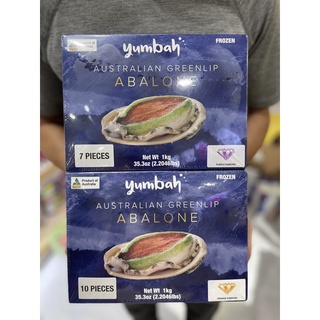 yumbah
FROZEN
AUSTRALIAN GREENLIP
ABALONE
7 PIECES
Net Wt 1kg
35.3oz (2.2046lbs)
Product of
Australia
yumbah
FROZEN
AUSTRALIAN GREENLIP
ABALONE
10 PIECES
Net Wt 1kg
35.3oz (2.2046lbs)